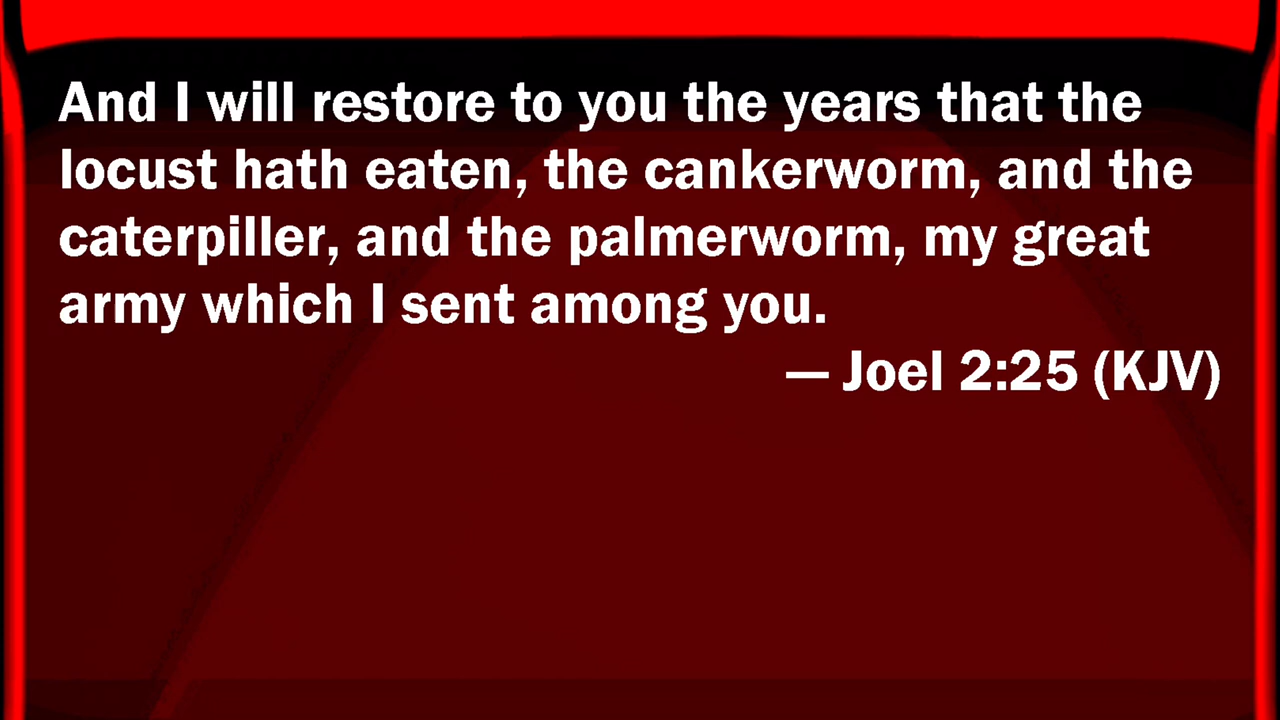 And I will restore to you the years that the
locust hath eaten, the cankerworm, and the
caterpiller, and the palmerworm, my great
army which I sent among you.
— Joel 2:25 (KJV)